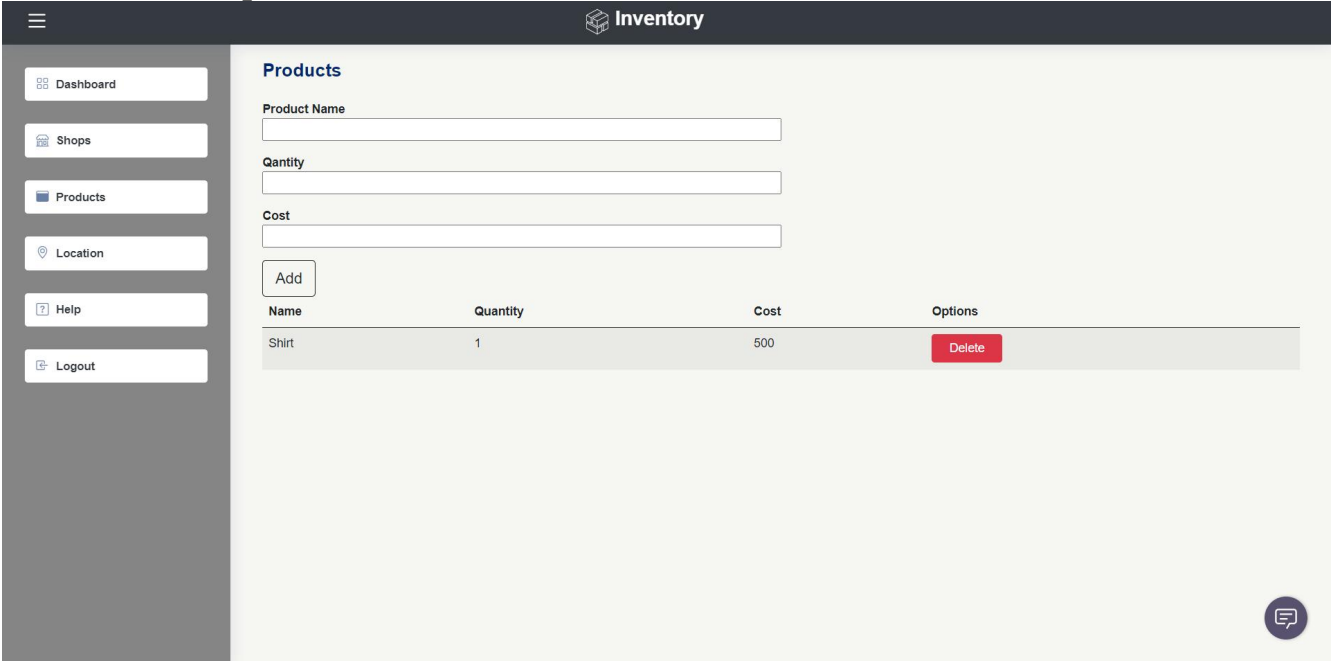 Inventory
Dashboard
Shops
Products
Location
Help
Logout
Products
Product Name
Qantity
Cost
Add
Name Quantity Cost Options
Shirt 1 500 Delete